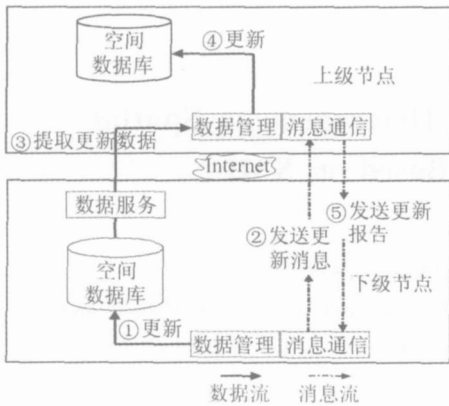 空间
数据库
④更新
上级节点
数据管理 消息通信
③提取更新数据
Internet
数据服务
⑤发送更新
报告
②发送更
新消息
空间
数据库
下级节点
①更新
数据管理 消息通信
数据流 消息流